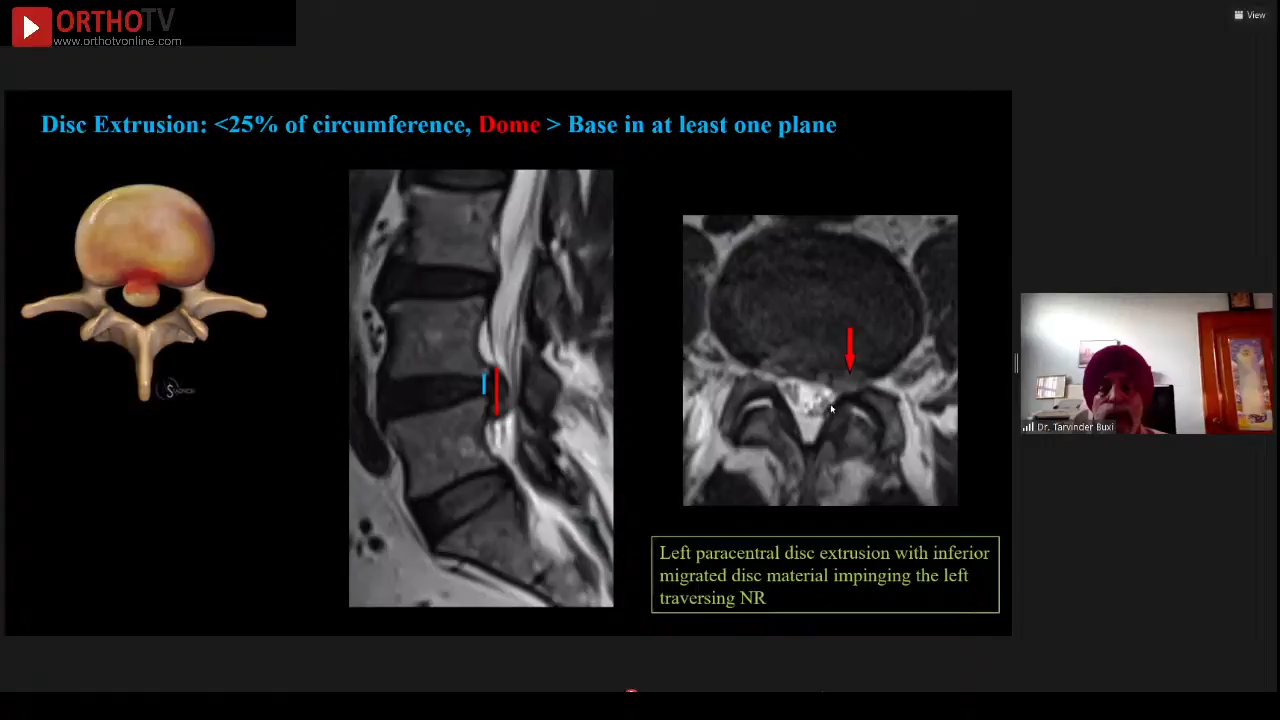 ORTHOTV
www.orthotvonline.com
View
Disc Extrusion: <25% of circumference, Dome > Base in at least one plane
Left paracentral disc extrusion with inferior
migrated disc material impinging the left
traversing NR
Dr. Tarvinder Buxi